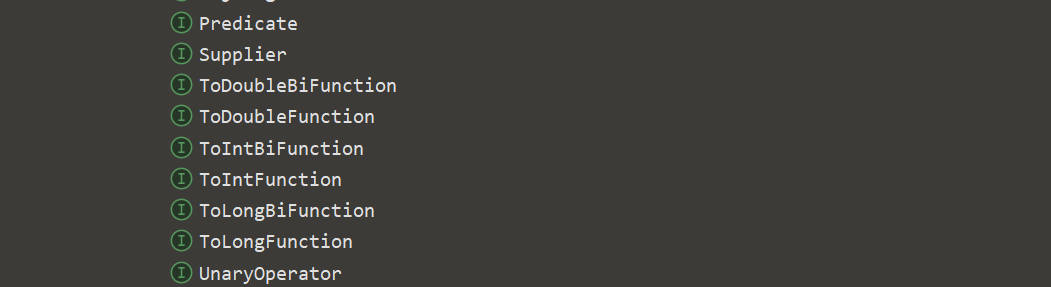 Predicate
Supplier
ToDoubleBiFunction
ToDoubleFunction
ToIntBiFunction
ToIntFunction
ToLongBiFunction
ToLongFunction
UnaryOperator